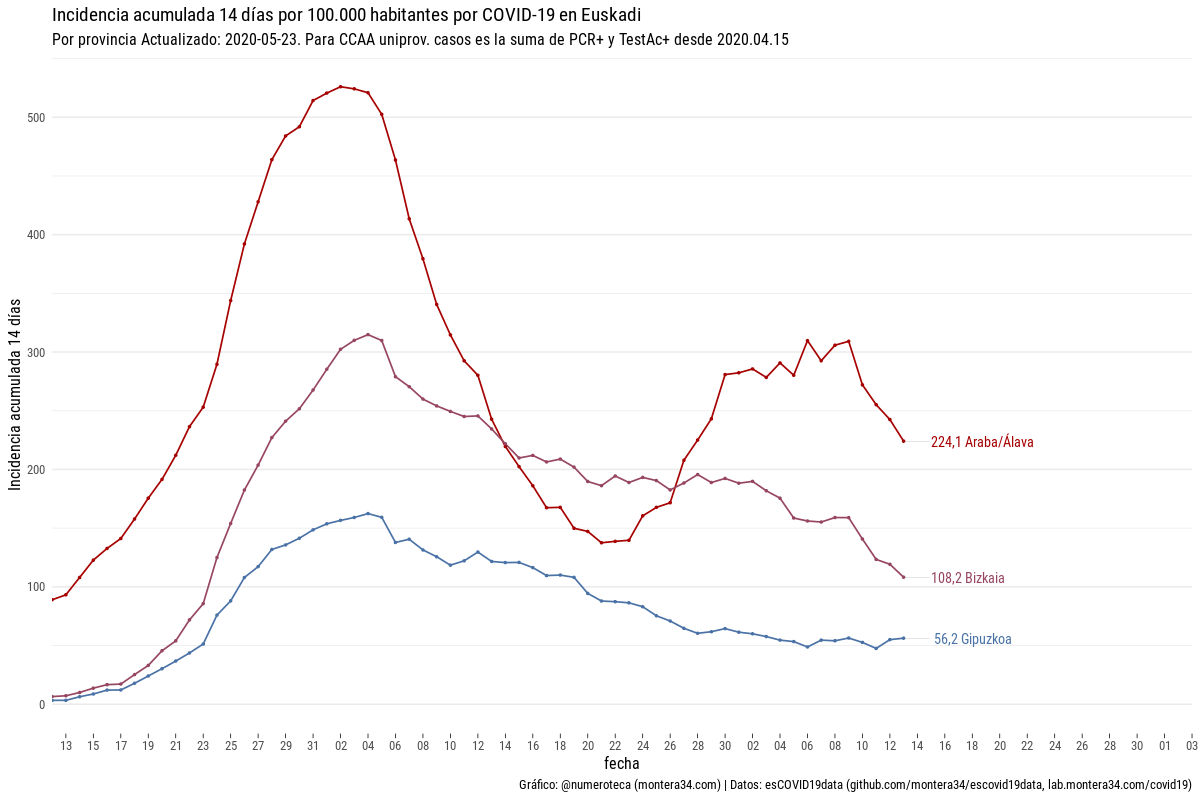 Incidencia acumulada 14 días por 100.000 habitantes por COVID-19 en Euskadi
Por provincia Actualizado: 2020-05-23. Para CCAA uniprov. casos es la suma de PCR+ y TestAc+ desde 2020.04.15
Incidencia acumulada 14 días
500
400
300
200
100
0
224,1 Araba/Álava
108,2 Bizkaia
56,2 Gipuzkoa
13 15 17 19 21 23 25 27 29 31 02 04 06 08 10 12 14 16 18 20 22 24 26 28 30 02 04 06 08 10 12 14 16 18 20 22 24 26 28 30 01 03
fecha
Gráfico: @numeroteca (montera34.com) | Datos: esCOVID19data (github.com/montera34/escovid19data, lab.montera34.com/covid19)